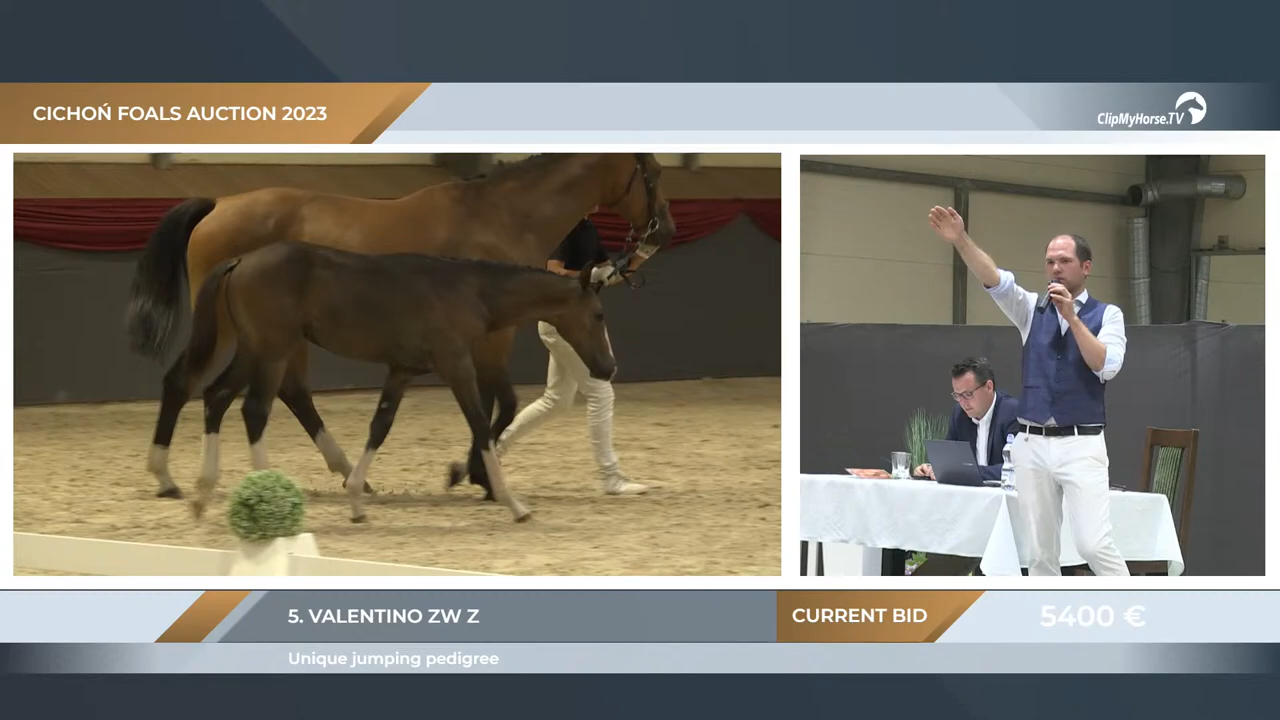 CICHOŃ FOALS AUCTION 2023
ClipMyHorse.TV
5. VALENTINO ZW Z
CURRENT BID
5400 €
Unique jumping pedigree